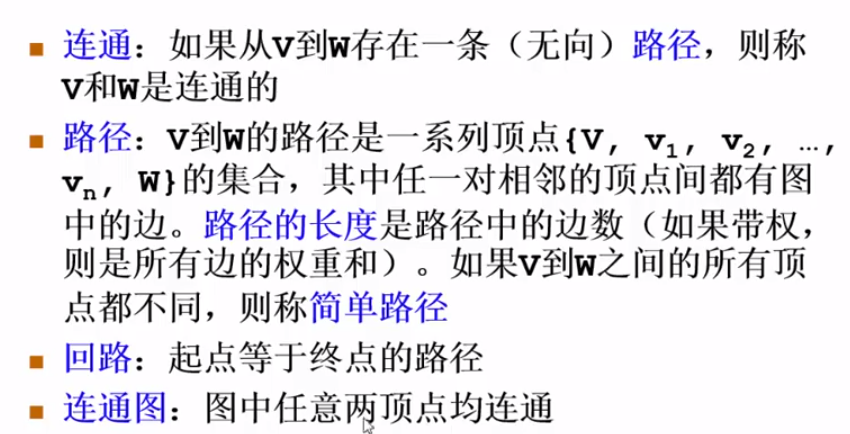 连通：如果从V到W存在一条（无向）路径，则称
V和W是连通的
路径：V到W的路径是一系列顶点{V, v1, v2, …,
vn, W}的集合，其中任一对相邻的顶点间都有图
中的边。路径的长度是路径中的边数（如果带权，
则是所有边的权重和）。如果V到W之间的所有顶
点都不同，则称简单路径
回路：起点等于终点的路径
连通图：图中任意两顶点均连通